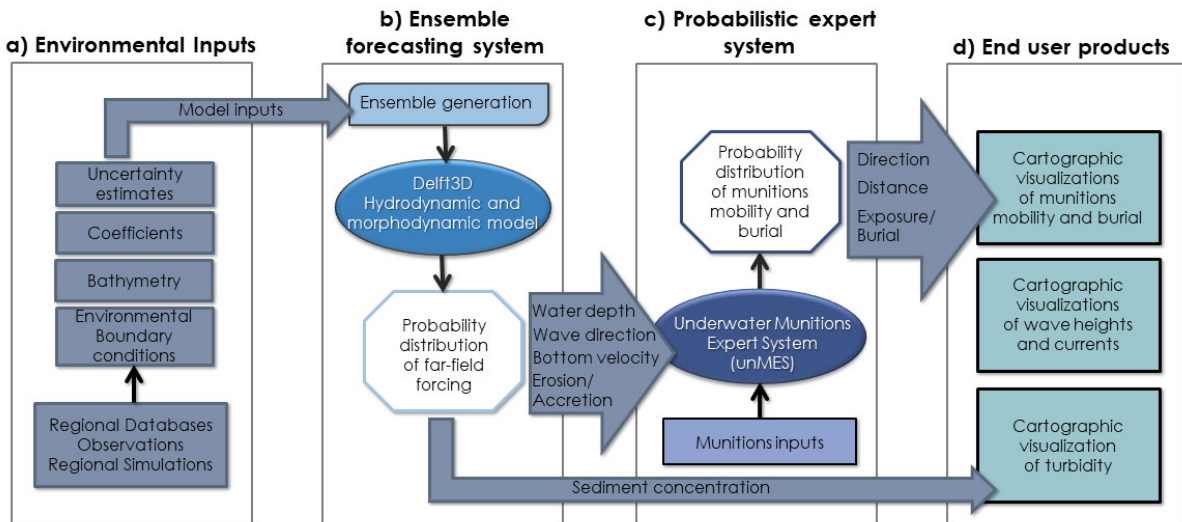 a) Environmental Inputs
Model inputs
Uncertainty
estimates
Coefficients
Bathymetry
Environmental
Boundary
conditions
Regional Databases
Observations
Regional Simulations
b) Ensemble
forecasting system
Ensemble generation
Delft3D
Hydrodynamic and
morphodynamic model
Probability
distribution
of far-field
forcing
Water depth
Wave direction
Bottom velocity
Erosion/
Accretion
Sediment concentration
c) Probabilistic expert
system
Probability
distribution
of munitions
mobility and
burial
Underwater Munitions
Expert System
(unMES)
Munitions inputs
Direction
Distance
Exposure/
Burial
d) End user products
Cartographic
visualizations
of munitions
mobility and burial
Cartographic
visualizations
of wave heights
and currents
Cartographic
visualization
of turbidity